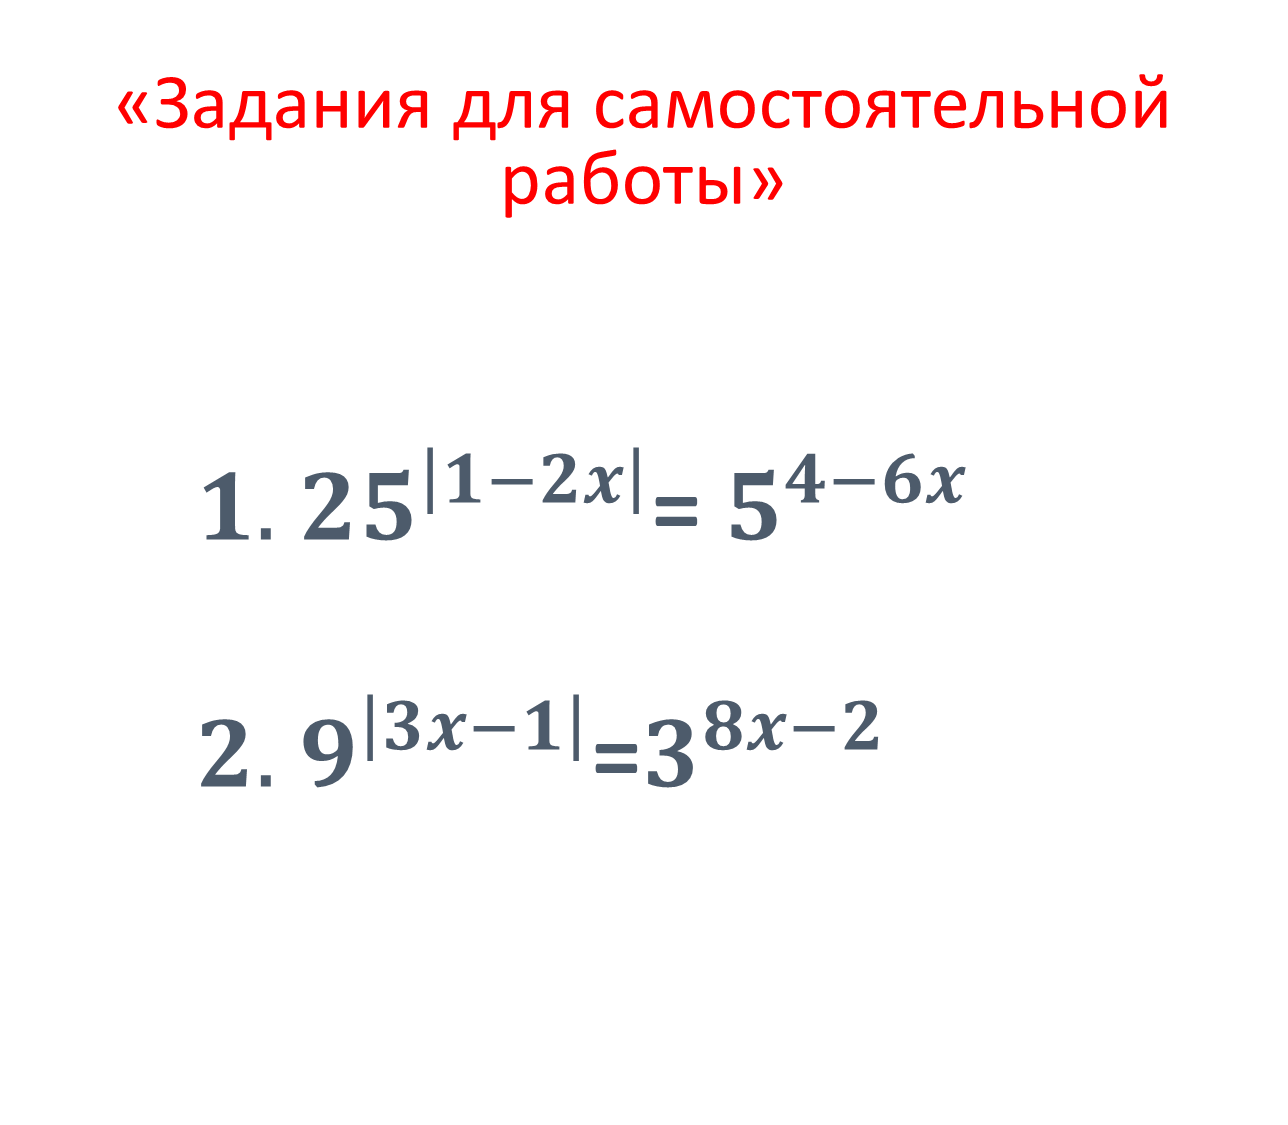 «Задания для самостоятельной
работы»
1. 25^|1−2x| = 5^4−6x
2. 9^|3x−1|=3^8x−2